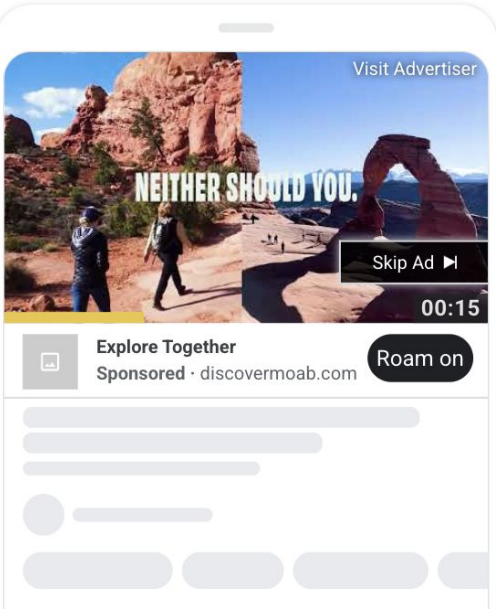 Visit Advertiser
NEITHER SHOULD YOU.
Skip Ad
00:15
Explore Together
Sponsored · discovermoab.com
Roam on